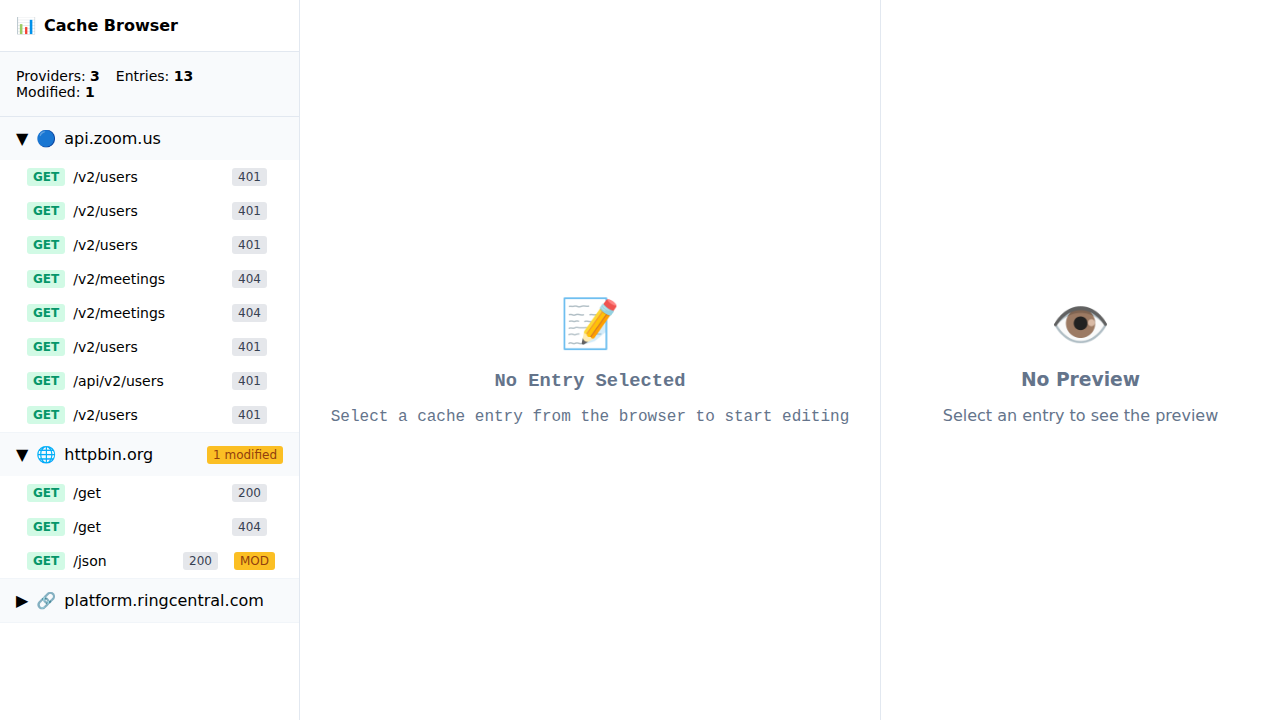 Cache Browser
Providers: 3 Entries: 13
Modified: 1
api.zoom.us
GET /v2/users 401
GET /v2/users 401
GET /v2/users 401
GET /v2/meetings 404
GET /v2/meetings 404
GET /v2/users 401
GET /api/v2/users 401
GET /v2/users 401
httpbin.org 1 modified
GET /get 200
GET /get 404
GET /json 200 MOD
platform.ringcentral.com
No Entry Selected
Select a cache entry from the browser to start editing
No Preview
Select an entry to see the preview